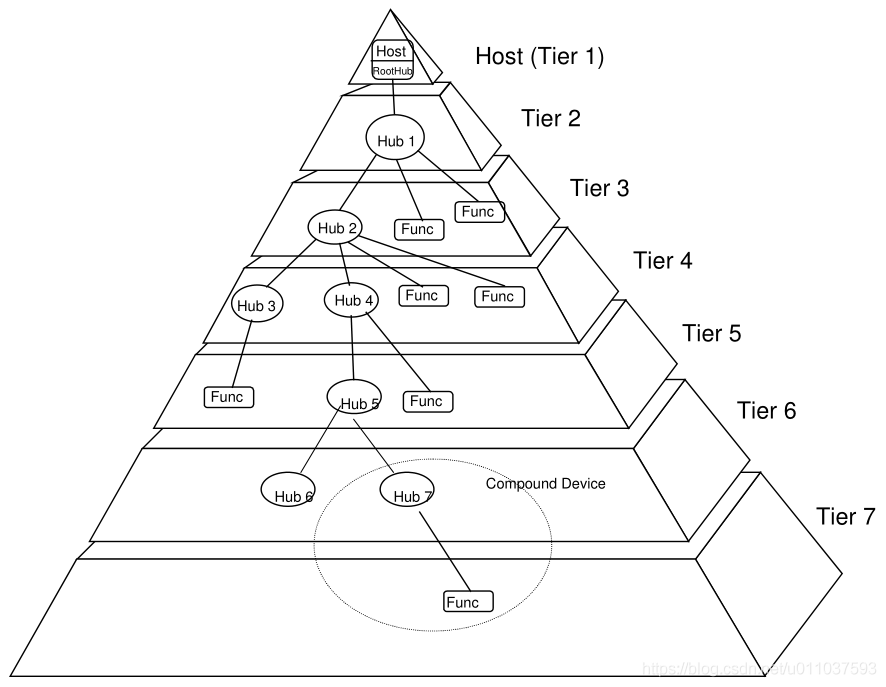 Host
RootHub
Host (Tier 1)
Hub 1
Tier 2
Hub 2
Func
Func
Tier 3
Hub 3
Hub 4
Func
Func
Tier 4
Func
Hub 5
Func
Tier 5
Hub 6
Hub 7
Compound Device
Tier 6
Func
Tier 7
https://blog.csdn.net/u011037593